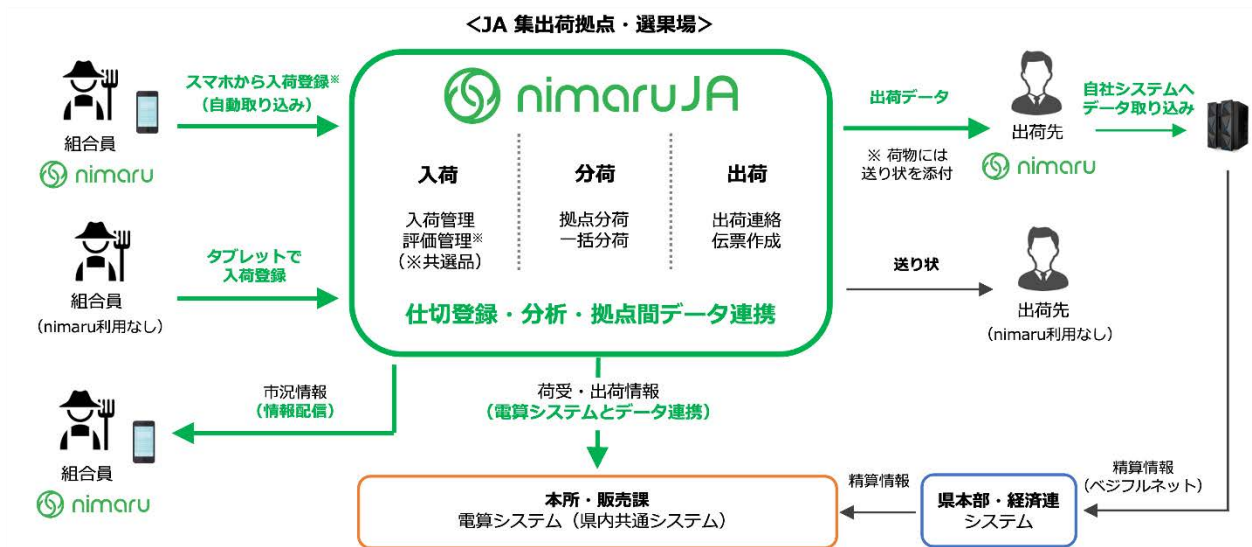 <JA 集出荷拠点・選果場>
スマホから入荷登録※
（自動取り込み）
組合員
nimaru
タブレットで
入荷登録
組合員
(nimaru利用なし)
市況情報
(情報配信)
組合員
nimaru
nimaruJA
入荷
入荷管理
評価管理※
（※共選品）
分荷
拠点分荷
一括分荷
出荷
出荷連絡
伝票作成
仕切登録・分析・拠点間データ連携
荷受・出荷情報
(電算システムとデータ連携)
出荷データ
※ 荷物には
送り状を添付
出荷先
nimaru
自社システムへ
データ取り込み
送り状
出荷先
(nimaru利用なし)
精算情報
（ベジフルネット）
県本部・経済連
システム
精算情報
本所・販売課
電算システム（県内共通システム）